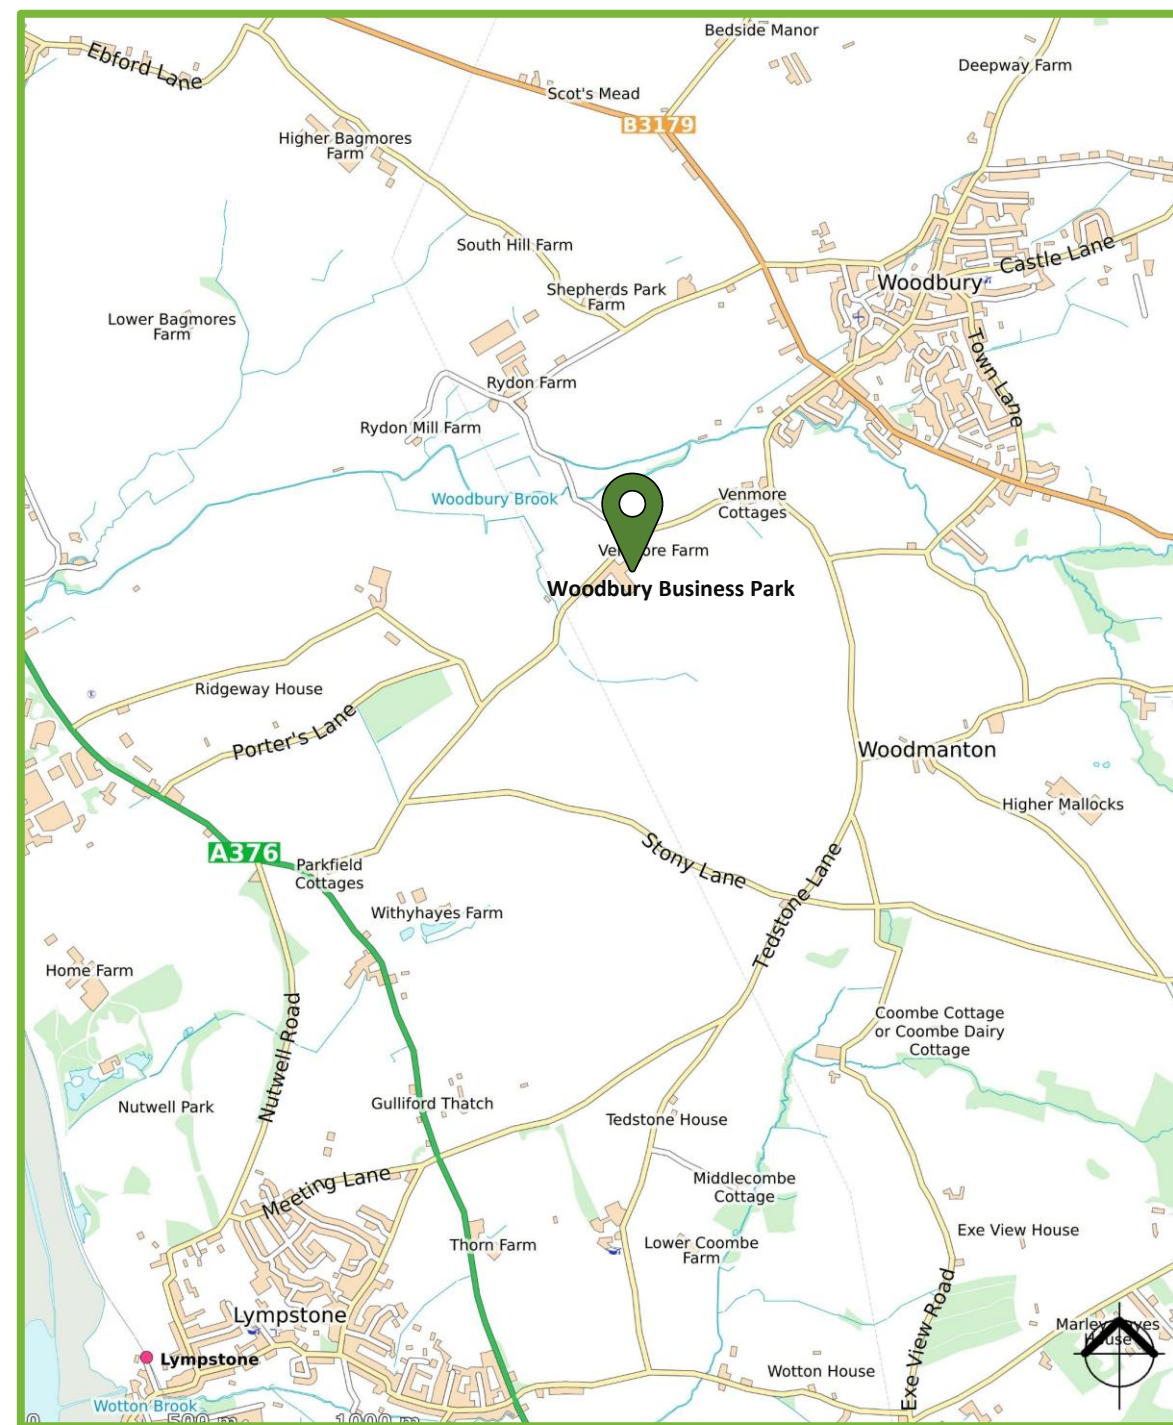 Bedside Manor
Ebford Lane
Deepway Farm
Scot's Mead
B3179
Higher Bagmores
Farm
South Hill Farm
Castle Lane
Woodbury
Shepherds Park
Farm
Lower Bagmores
Farm
Town Lane
Rydon Farm
Rydon Mill Farm
Woodbury Brook
Venmore
Cottages
Farm
Woodbury Business Park
Ridgeway House
Porter's Lane
Woodmanton
Higher Mallocks
A376
Parkfield
Cottages
Stony Lane
Tedstone Lane
Withyhayes Farm
Home Farm
Nutwell Road
Coombe Cottage
or Coombe Dairy
Cottage
Nutwell Park
Gulliford Thatch
Tedstone House
Meeting Lane
Middlecombe
Cottage
Thorn Farm
Lower Coombe
Farm
Exe View House
Lympstone
Exe View Road
Lympstone
Wotton House
Wotton Brook
0 500 m 1000 m